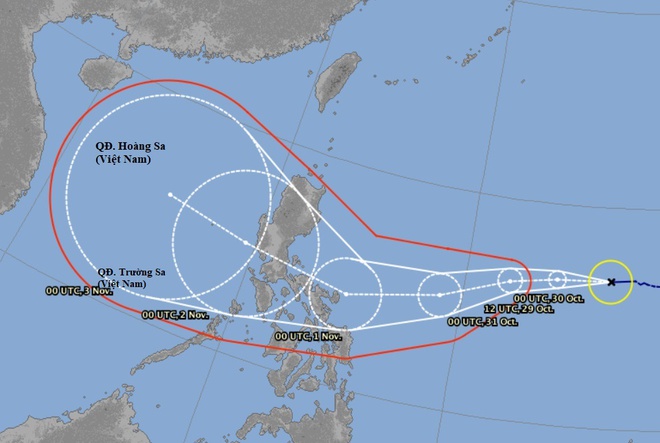 QĐ. Hoàng Sa
(Việt Nam)
QĐ. Trường Sa
(Việt Nam)
00 UTC, 3 Nov.
00 UTC, 2 Nov.
00 UTC, 1 Nov.
00 UTC, 31 Oct.
12 UTC, 29 Oct.
00 UTC, 30 Oct.